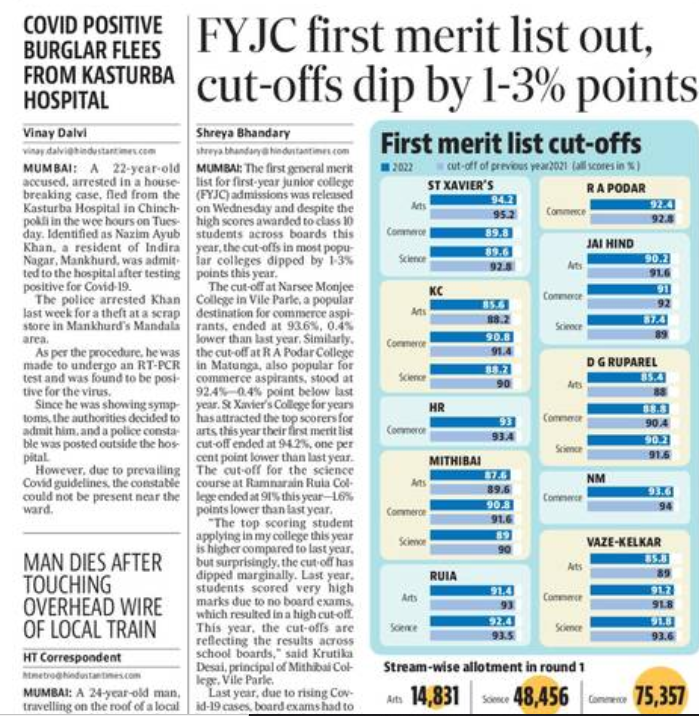 COVID POSITIVE
BURGLAR FLEES
FROM KASTURBA
HOSPITAL
Vinay Dalvi
vinay.dalvi@hindustantimes.com
MUMBAI: A 22-year-old
accused, arrested in a house-
breaking case, fled from the
Kasturba Hospital in Chinch-
pokli in the wee hours on Tues-
day. Identified as Nazim Ayub
Khan, a resident of Indira
Nagar, Mankhurd, was admit-
ted to the hospital after testing
positive for Covid-19.
The police arrested Khan
last week for a theft at a scrap
store in Mankhurd's Mandala
area.
As per the procedure, he was
made to undergo an RT-PCR
test and was found to be posi-
tive for the virus.
Since he was showing symp-
toms, the authorities decided to
admit him, and a police consta-
ble was posted outside the hos-
pital.
However, due to prevailing
Covid guidelines, the constable
could not be present near the
ward.
MAN DIES AFTER
TOUCHING
OVERHEAD WIRE
OF LOCAL TRAIN
HT Correspondent
htmetro@hindustantimes.com
MUMBAI: A 24-year-old man,
travelling on the roof of a local
FYJC first merit list out,
cut-offs dip by 1-3% points
Shreya Bhandary
shreya.bhandary@hindustantimes.com
MUMBAI: The first general merit
list for first-year junior college
(FYJC) admissions was released
on Wednesday and despite the
high scores awarded to class 10
students across boards this
year, the cut-offs in most popu-
lar colleges dipped by 1-3%
points this year.
The cut-off at Narsee Monjee
College in Vile Parle, a popular
destination for commerce aspi-
rants, ended at 93.6%, 0.4%
lower than last year. Similarly,
the cut-off at R A Podar College
in Matunga, also popular for
commerce aspirants, stood at
92.4%—0.4% point below last
year. St Xavier's College for years
has attracted the top scorers for
arts, this year their first merit list
cut-off ended at 94.2%, one per
cent point lower than last year.
The cut-off for the science
course at Ramnarain Ruia Col-
lege ended at 91% this year—1.6%
points lower than last year.
"The top scoring student
applying in my college this year
is higher compared to last year,
but surprisingly, the cut-off has
dipped marginally. Last year,
students scored very high
marks due to no board exams,
which resulted in a high cut-off.
This year, the cut-offs are
reflecting the results across
school boards," said Krutika
Desai, principal of Mithibai Col-
lege, Vile Parle.
Last year, due to rising Cov-
id-19 cases, board exams had to
First merit list cut-offs
2022 cut-off of previous year2021 (all scores in %)
ST XAVIER'S
Arts 94.2
95.2
Commerce 89.8
Science 89.6
92.8
KC
Arts 85.6
88.2
Commerce 90.8
91.4
Science 88.2
90
HR
Commerce 93
93.4
MITHIBAI
Arts 87.6
89.6
Commerce 90.8
91.6
Science 89
90
RUIA
Arts 91.4
93
Science 92.4
93.5
R A PODAR
Commerce 92.4
92.8
JAI HIND
Arts 90.2
91.6
Commerce 91
92
Science 87.4
89
D G RUPAREL
Arts 85.4
88
Commerce 88.8
90.4
Science 90.2
91.6
NM
Commerce 93.6
94
VAZE-KELKAR
Arts 85.8
89
Commerce 91.2
91.8
Science 91.8
93.6
Stream-wise allotment in round 1
Arts 14,831 Science 48,456 Commerce 75,357